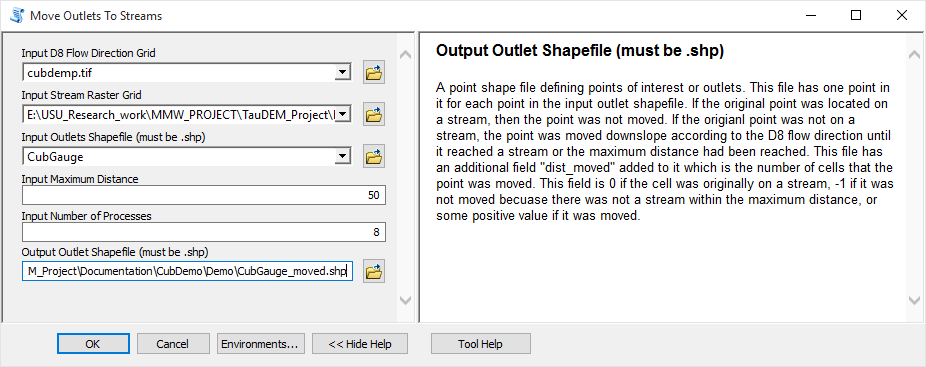 Move Outlets To Streams
Input D8 Flow Direction Grid
cubdemp.tif
Input Stream Raster Grid
E:\USU_Research_work\MMW_PROJECT\TauDEM_Project\
Input Outlets Shapefile (must be .shp)
CubGauge
Input Maximum Distance
50
Input Number of Processes
8
Output Outlet Shapefile (must be .shp)
M_Project\Documentation\CubDemo\Demo\CubGauge_moved.shp
OK
Cancel
Environments...
<< Hide Help
Tool Help
Output Outlet Shapefile (must be .shp)
A point shape file defining points of interest or outlets. This file has one point in
it for each point in the input outlet shapefile. If the original point was located on
a stream, then the point was not moved. If the origianl point was not on a
stream, the point was moved downslope according to the D8 flow direction until
it reached a stream or the maximum distance had been reached. This file has
an additional field "dist_moved" added to it which is the number of cells that the
point was moved. This field is 0 if the cell was originally on a stream, -1 if it was
not moved becuase there was not a stream within the maximum distance, or
some positive value if it was moved.